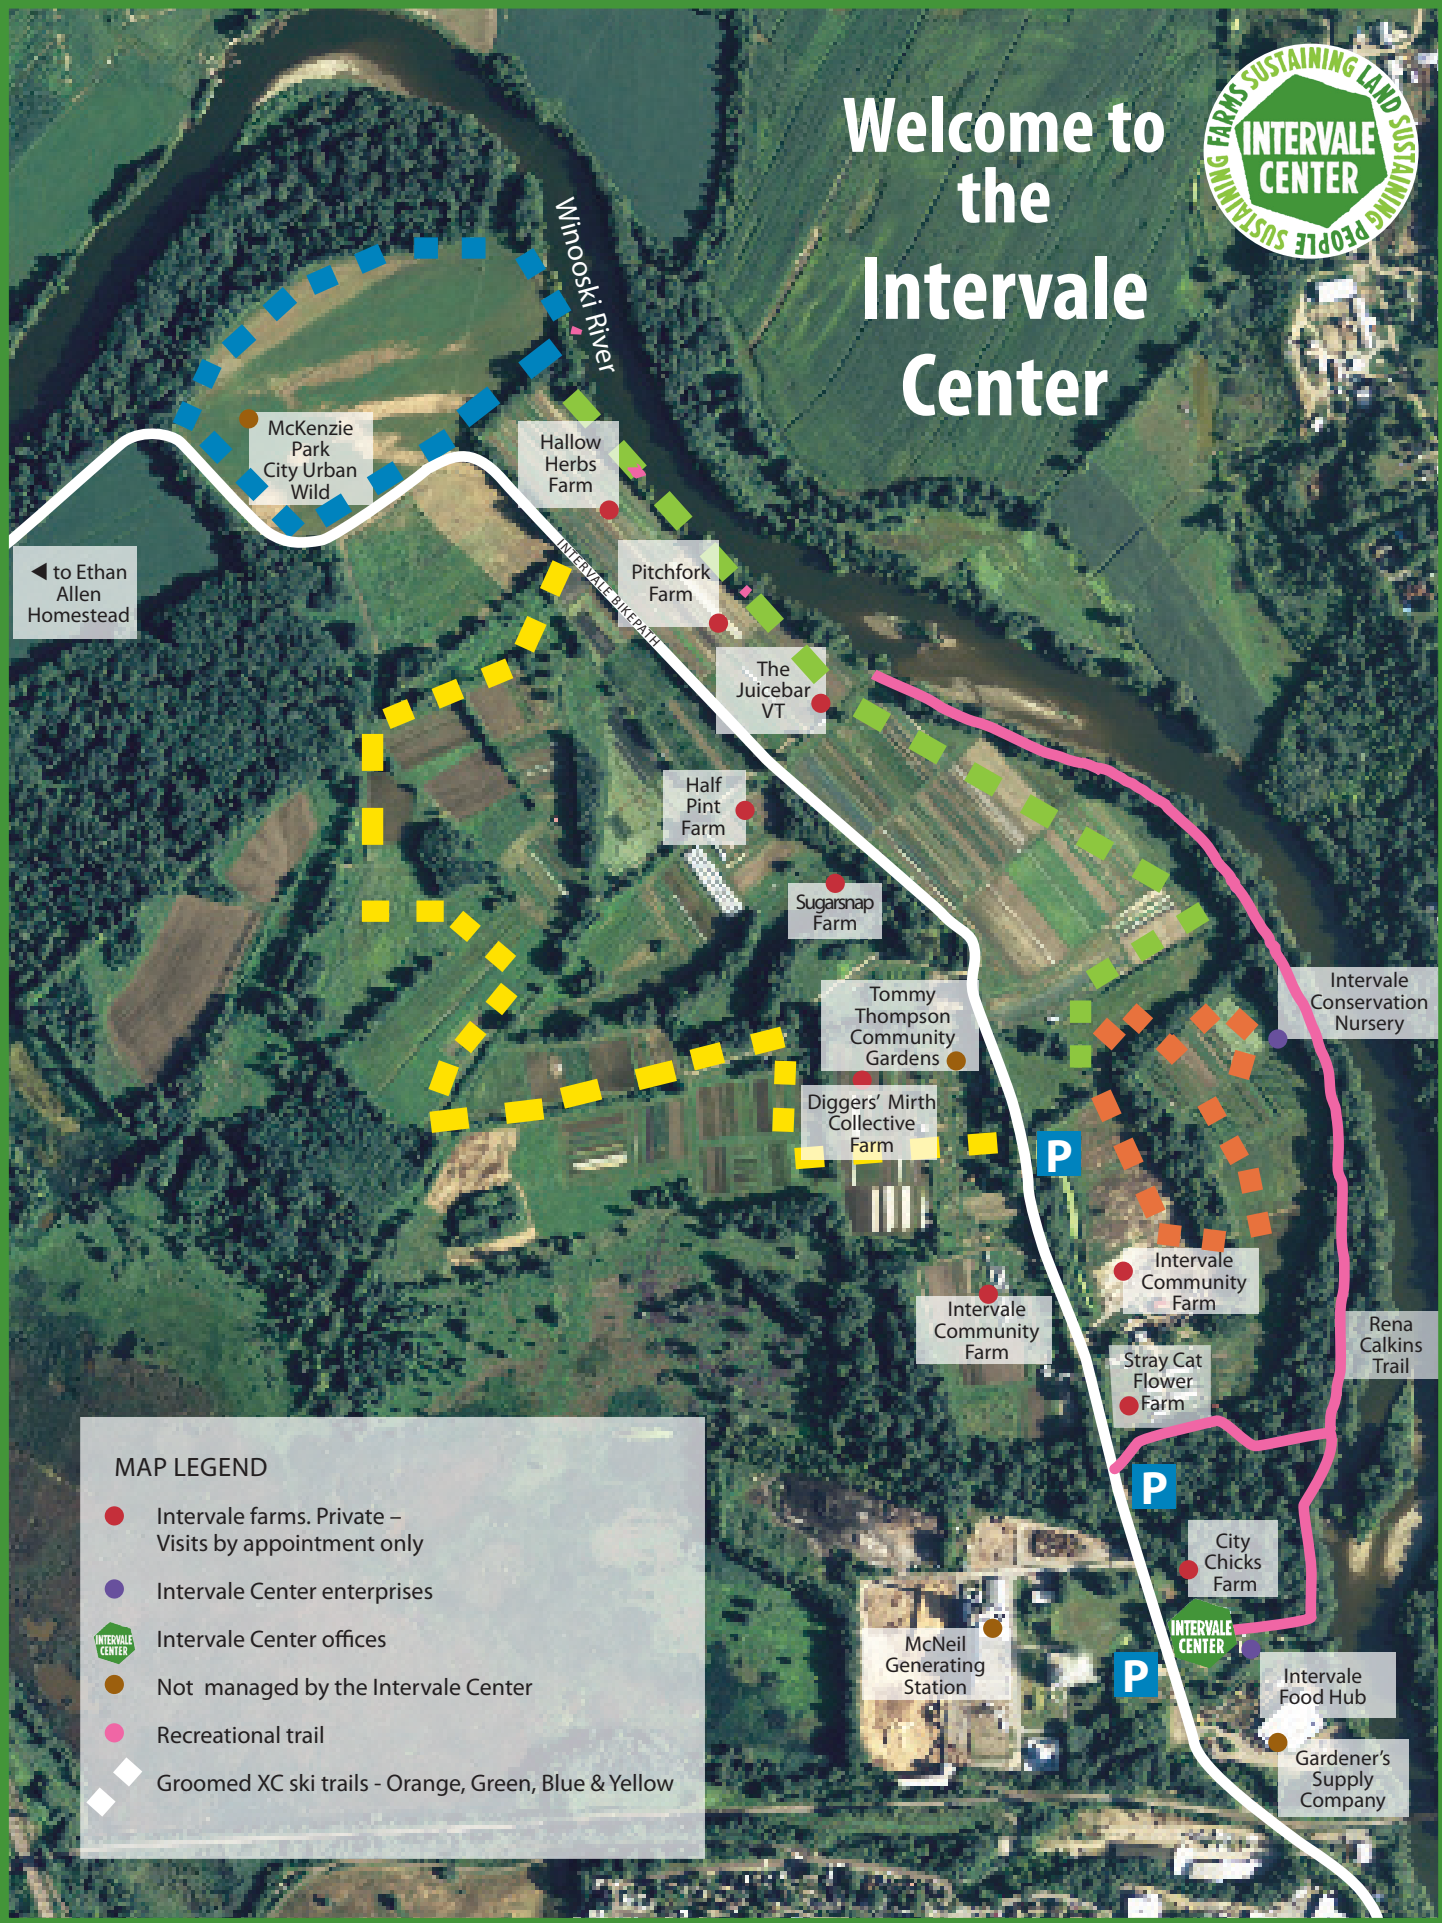 Welcome to
the
Intervale
Center
SUSTAINING FARMS SUSTAINING LAND SUSTAINING PEOPLE
INTERVALE
CENTER
Winooski River
McKenzie
Park
City Urban
Wild
Hallow
Herbs
Farm
◀ to Ethan
Allen
Homestead
INTERVALE BIKEPATH
Pitchfork
Farm
The
Juicebar
VT
Half
Pint
Farm
Sugarsnap
Farm
Intervale
Conservation
Nursery
Tommy
Thompson
Community
Gardens
Diggers’ Mirth
Collective
Farm
P
Intervale
Community
Farm
Intervale
Community
Farm
Rena
Calkins
Trail
Stray Cat
Flower
Farm
P
City
Chicks
Farm
INTERVALE
CENTER
McNeil
Generating
Station
P
Intervale
Food Hub
Gardener’s
Supply
Company
MAP LEGEND
Intervale farms. Private –
Visits by appointment only
Intervale Center enterprises
INTERVALE
CENTER
Intervale Center offices
Not managed by the Intervale Center
Recreational trail
Groomed XC ski trails - Orange, Green, Blue & Yellow